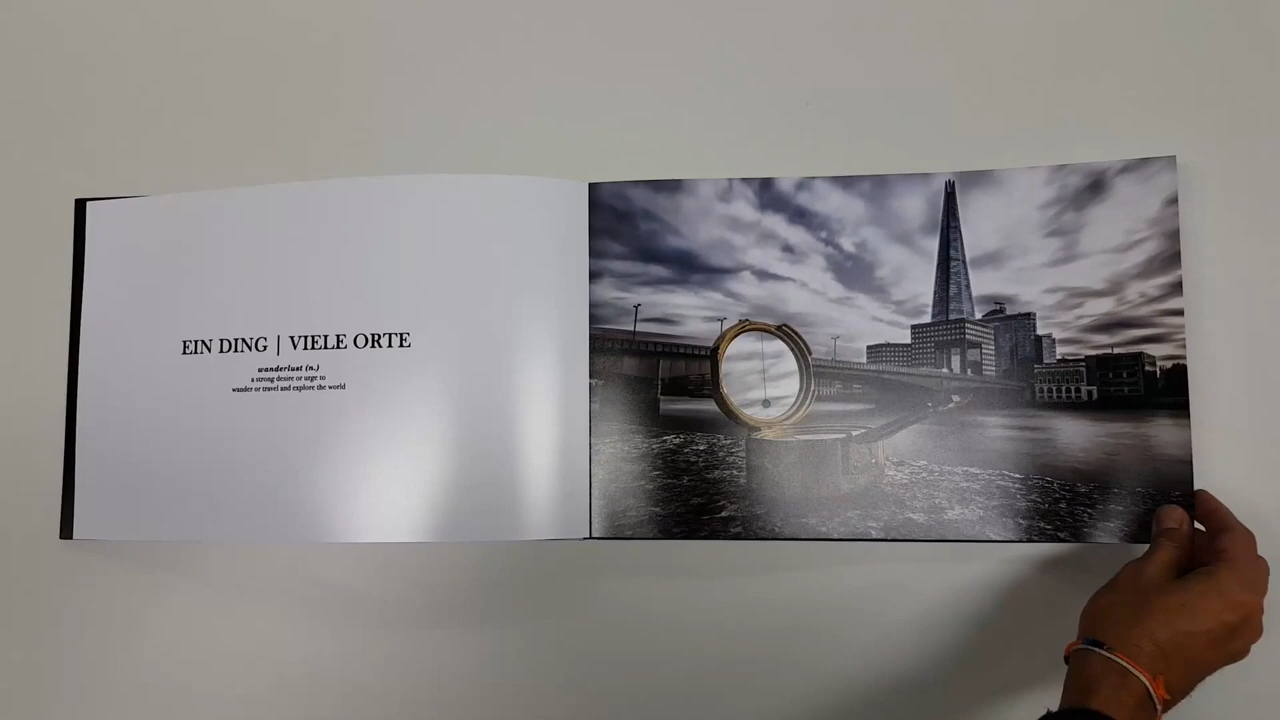 EIN DING | VIELE ORTE
wanderlust (n.)
a strong desire or urge to
wander or travel and explore the world